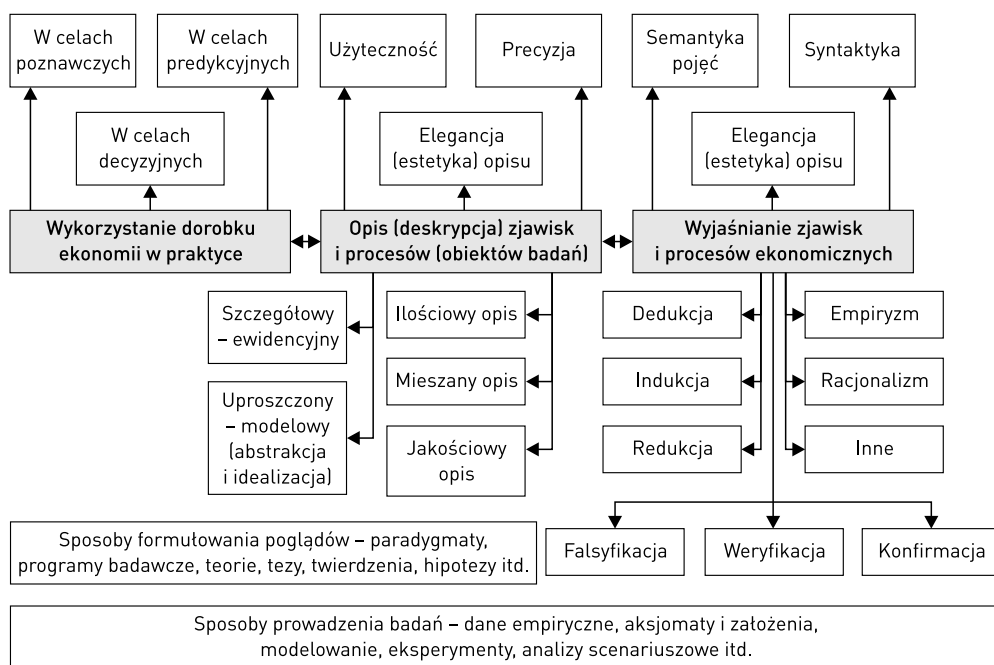 W celach
poznawczych
W celach
predykcyjnych
Użyteczność
Precyzja
Semantyka
pojęć
Syntaktyka
W celach
decyzyjnych
Elegancja
(estetyka) opisu
Elegancja
(estetyka) opisu
Wykorzystanie dorobku
ekonomii w praktyce
Opis (deskrypcja) zjawisk
i procesów (obiektów badań)
Wyjaśnianie zjawisk
i procesów ekonomicznych
Szczegółowy
– ewidencyjny
Uproszczony
– modelowy
(abstrakcja
i idealizacja)
Ilościowy opis
Mieszany opis
Jakościowy
opis
Dedukcja
Indukcja
Redukcja
Empiryzm
Racjonalizm
Inne
Falsyfikacja
Weryfikacja
Konfirmacja
Sposoby formułowania poglądów – paradygmaty,
programy badawcze, teorie, tezy, twierdzenia, hipotezy itd.
Sposoby prowadzenia badań – dane empiryczne, aksjomaty i założenia,
modelowanie, eksperymenty, analizy scenariuszowe itd.